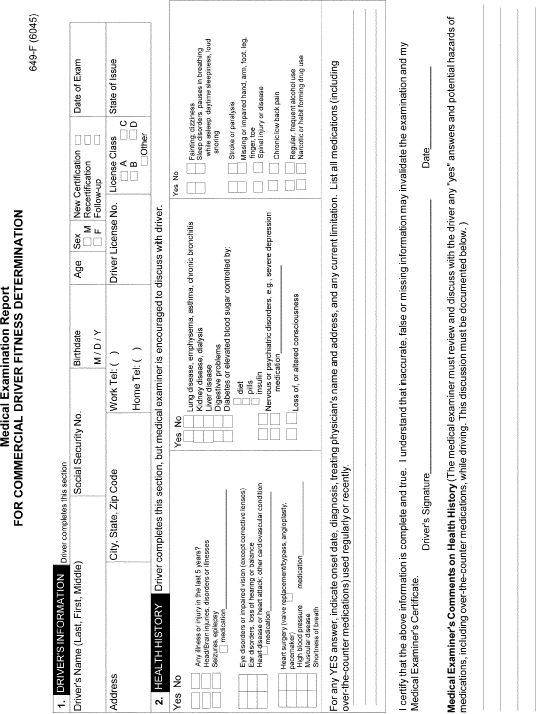 649-F (6045)
Medical Examination Report
FOR COMMERCIAL DRIVER FITNESS DETERMINATION
1. DRIVER'S INFORMATION Driver completes this section
Driver's Name (Last, First, Middle) Social Security No. Birthdate Age Sex New Certification Date of Exam
M Recertification
M / D / Y F Follow-up
Address City, State, Zip Code Work Tel: ( ) Driver License No. License Class State of Issue
A C
Home Tel: ( ) B D
Other
2. HEALTH HISTORY Driver completes this section, but medical examiner is encouraged to discuss with driver.
Yes No
Any illness or injury in the last 5 years?
Head/Brain injuries, disorders or illnesses
Seizures, epilepsy
medication
Eye disorders or impaired vision (except corrective lenses)
Ear disorders, loss of hearing or balance
Heart disease or heart attack; other cardiovascular condition
medication
Heart surgery (valve replacement/bypass, angioplasty,
pacemaker)
High blood pressure medication
Muscular disease
Shortness of breath
Yes No
Lung disease, emphysema, asthma, chronic bronchitis
Kidney disease, dialysis
Liver disease
Digestive problems
Diabetes or elevated blood sugar controlled by:
diet
pills
insulin
Nervous or psychiatric disorders, e.g., severe depression
medication
Loss of, or altered consciousness
Yes No
Fainting, dizziness
Sleep disorders, pauses in breathing
while asleep, daytime sleepiness, loud
snoring
Stroke or paralysis
Missing or impaired hand, arm, foot, leg,
finger, toe
Spinal injury or disease
Chronic low back pain
Regular, frequent alcohol use
Narcotic or habit forming drug use
For any YES answer, indicate onset date, diagnosis, treating physician's name and address, and any current limitation. List all medications (including
over-the-counter medications) used regularly or recently.
I certify that the above information is complete and true. I understand that inaccurate, false or missing information may invalidate the examination and my
Medical Examiner's Certificate.
Driver's Signature Date
Medical Examiner's Comments on Health History (The medical examiner must review and discuss with the driver any "yes" answers and potential hazards of
medications, including over-the-counter medications, while driving. This discussion must be documented below. )